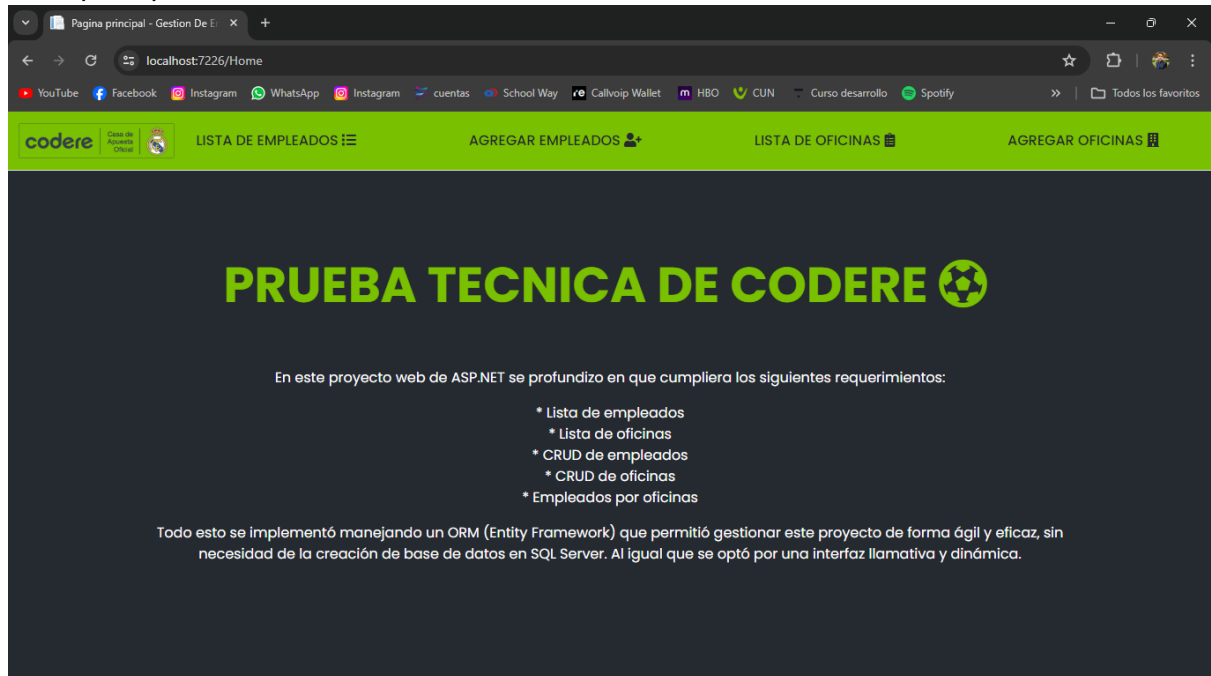 Pagina principal - Gestion De E
localhost:7226/Home
YouTube Facebook Instagram WhatsApp Instagram cuentas School Way Callvoip Wallet HBO CUN Curso desarrollo Spotify » Todos los favoritos
codere Casa de Apuesta Oficial LISTA DE EMPLEADOS AGREGAR EMPLEADOS LISTA DE OFICINAS AGREGAR OFICINAS
PRUEBA TECNICA DE CODERE
En este proyecto web de ASP.NET se profundizo en que cumpliera los siguientes requerimientos:
* Lista de empleados
* Lista de oficinas
* CRUD de empleados
* CRUD de oficinas
* Empleados por oficinas
Todo esto se implementó manejando un ORM (Entity Framework) que permitió gestionar este proyecto de forma ágil y eficaz, sin
necesidad de la creación de base de datos en SQL Server. Al igual que se optó por una interfaz llamativa y dinámica.